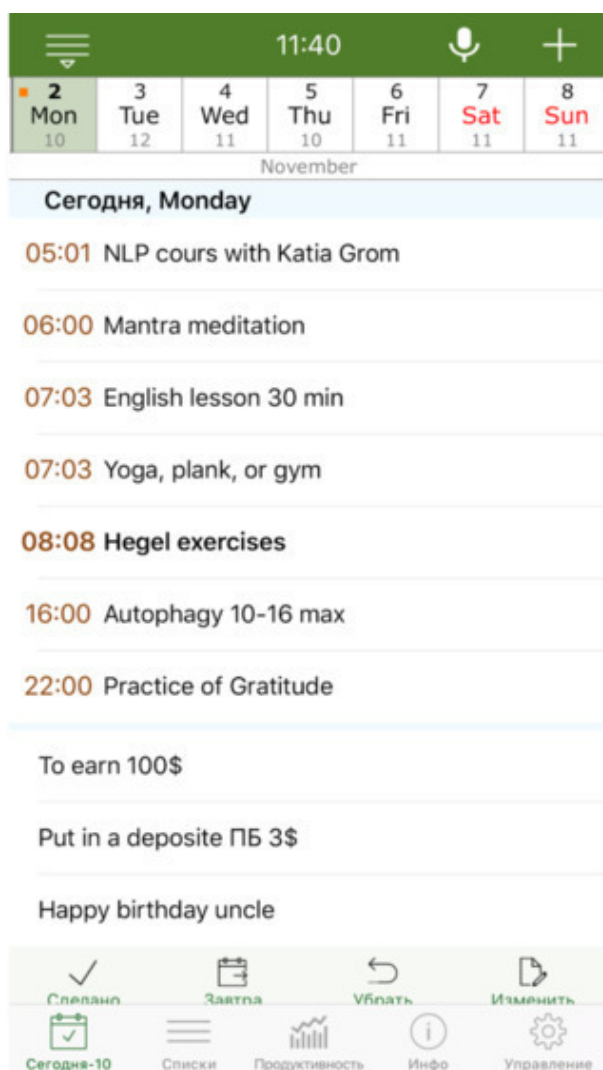 11:40
2 3 4 5 6 7 8
Mon Tue Wed Thu Fri Sat Sun
10 12 11 10 11 11 11
November
Сегодня, Monday
05:01 NLP cours with Katia Grom
06:00 Mantra meditation
07:03 English lesson 30 min
07:03 Yoga, plank, or gym
08:08 Hegel exercises
16:00 Autophagy 10-16 max
22:00 Practice of Gratitude
To earn 100$
Put in a deposite ПБ 3$
Happy birthday uncle
Сделано Завтра Убрать Изменить
Сегодня-10 Списки Продуктивность Инфо Управление